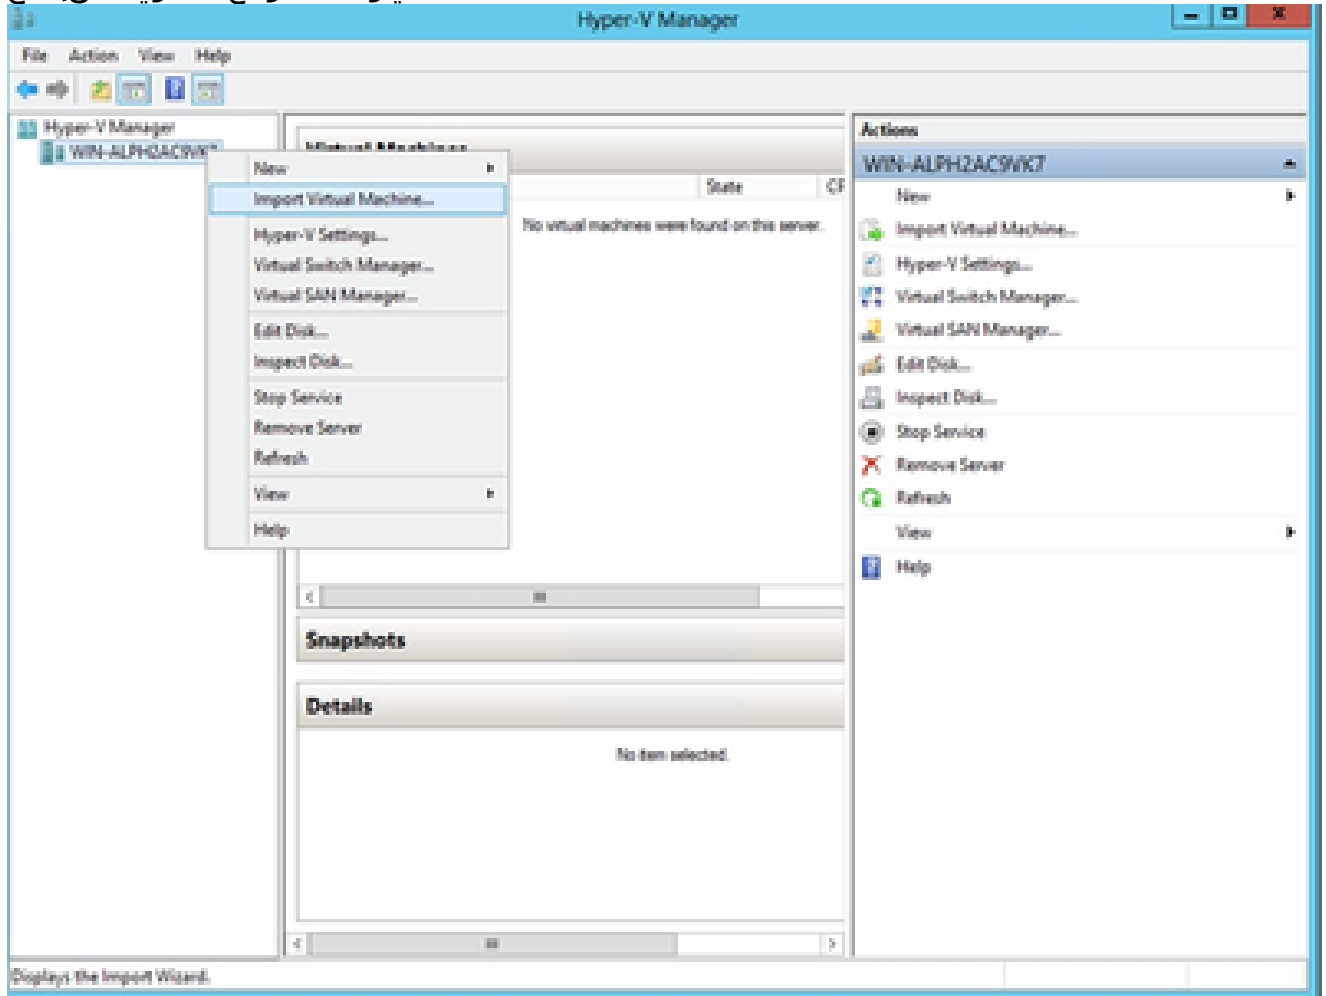 Hyper-V Manager
File Action View Help
Hyper-V Manager
Virtual Machines
State
No virtual machines were found on this server.
New
Import Virtual Machine...
Hyper-V Settings...
Virtual Switch Manager...
Virtual SAN Manager...
Edit Disk...
Inspect Disk...
Stop Service
Remove Server
Refresh
View
Help
Snapshots
Details
No item selected.
Actions
WIN-ALPH2AC9VK7
New
Import Virtual Machine...
Hyper-V Settings...
Virtual Switch Manager...
Virtual SAN Manager...
Edit Disk...
Inspect Disk...
Stop Service
Remove Server
Refresh
View
Help
Displays the Import Wizard.